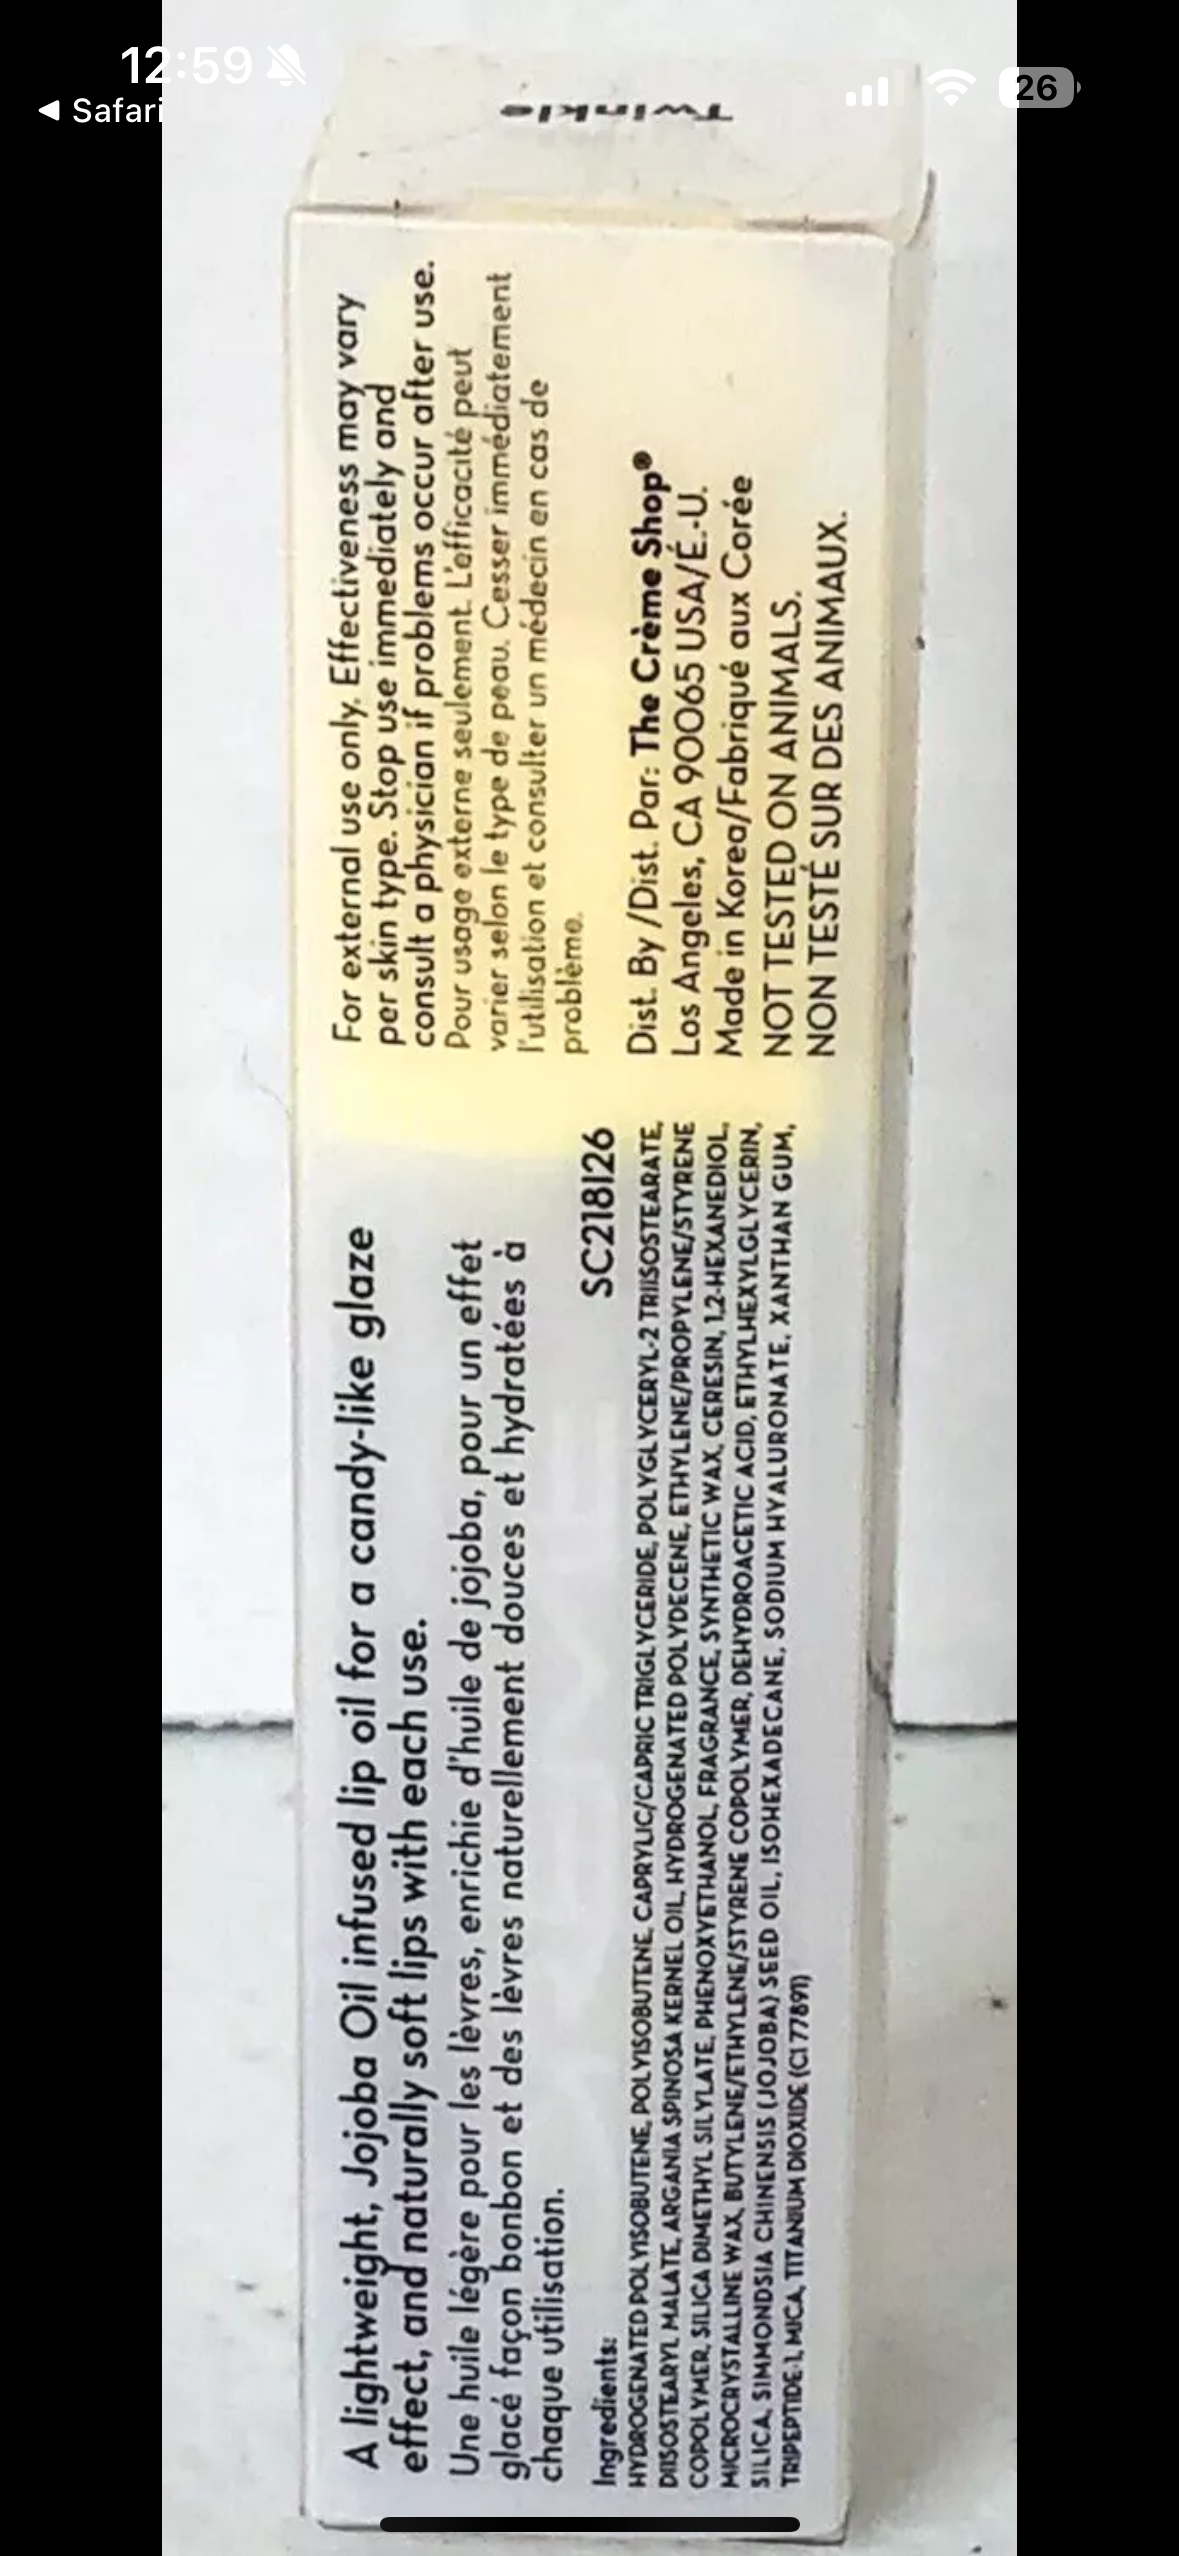 12:59
Safari
26
Twinkle
A lightweight, Jojoba Oil infused lip oil for a candy-like glaze
effect, and naturally soft lips with each use.
Une huile légère pour les lèvres, enrichie d'huile de jojoba, pour un effet
glacé façon bonbon et des lèvres naturellement douces et hydratées à
chaque utilisation.
SC218126
Ingredients:
HYDROGENATED POLYISOBUTENE, POLYISOBUTENE, CAPRYLIC/CAPRIC TRIGLYCERIDE, POLYGLYCERYL-2 TRIISOSTEARATE,
DIISOSTEARYL MALATE, ARGANIA SPINOSA KERNEL OIL, HYDROGENATED POLYDECENE, ETHYLENE/PROPYLENE/STYRENE
COPOLYMER, SILICA DIMETHYL SILYLATE, PHENOXYETHANOL, FRAGRANCE, SYNTHETIC WAX, CERESIN, 1,2-HEXANEDIOL,
MICROCRYSTALLINE WAX, BUTYLENE/ETHYLENE/STYRENE COPOLYMER, DEHYDROACETIC ACID, ETHYLHEXYLGLYCERIN,
SILICA, SIMMONDSIA CHINENSIS (JOJOBA) SEED OIL, ISOHEXADECANE, SODIUM HYALURONATE, XANTHAN GUM,
TRIPEPTIDE-1, MICA, TITANIUM DIOXIDE (CI 77891)
For external use only. Effectiveness may vary
per skin type. Stop use immediately and
consult a physician if problems occur after use.
Pour usage externe seulement. L'efficacité peut
varier selon le type de peau. Cesser immédiatement
l'utilisation et consulter un médecin en cas de
problème.
Dist. By /Dist. Par: The Crème Shop®
Los Angeles, CA 90065 USA/É.-U.
Made in Korea/Fabriqué aux Corée
NOT TESTED ON ANIMALS.
NON TESTÉ SUR DES ANIMAUX.